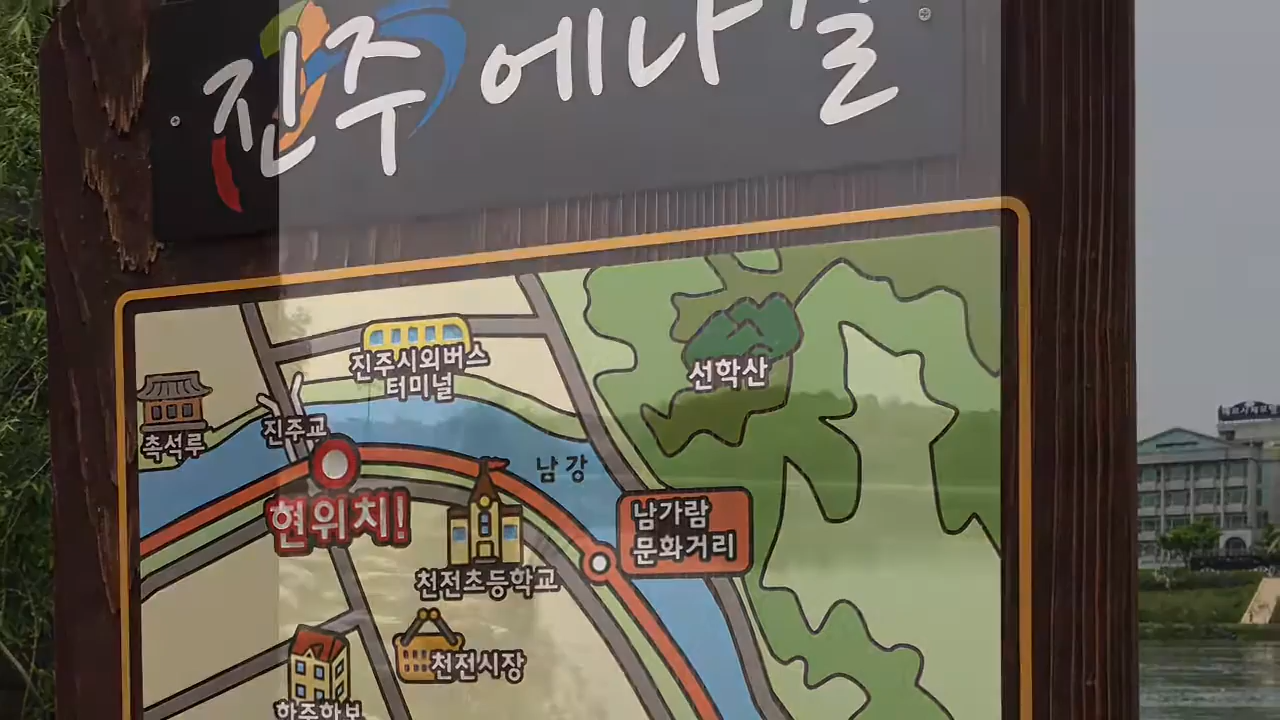 진주 에나길
진주시외버스
터미널
선학산
촉석루
진주교
남강
현위치!
남가람
문화거리
천전초등학교
천전시장